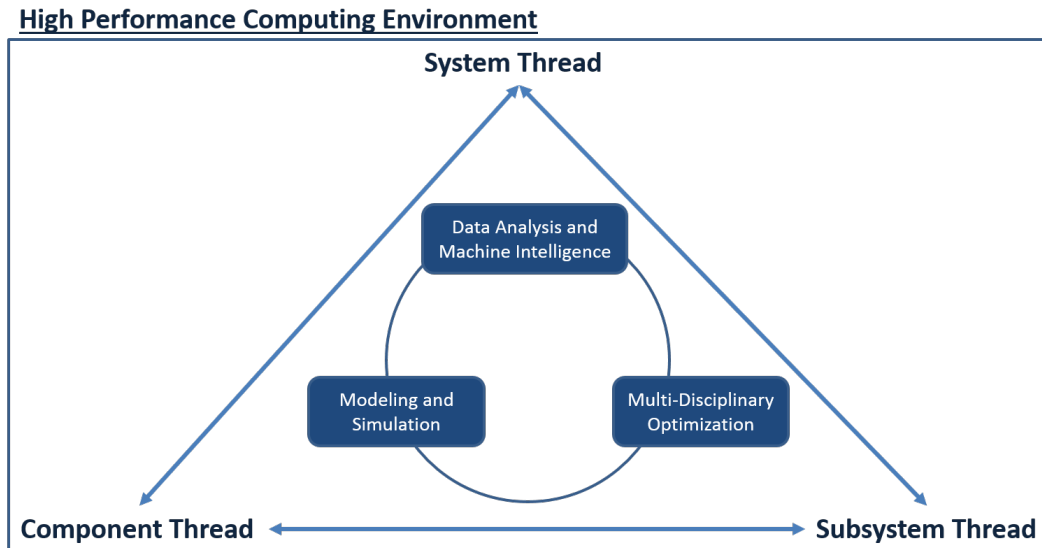 High Performance Computing Environment
System Thread
Data Analysis and
Machine Intelligence
Modeling and
Simulation
Multi-Disciplinary
Optimization
Component Thread
Subsystem Thread